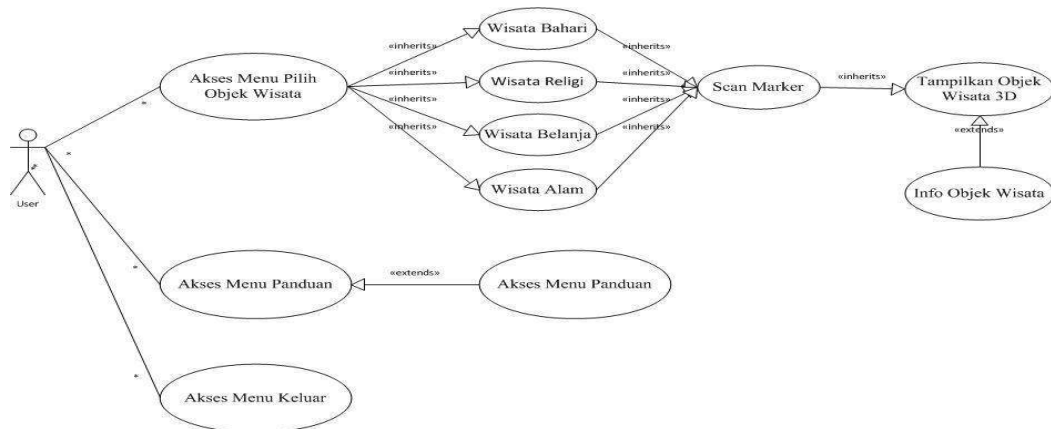 Wisata Bahari
«inherits»
«inherits»
Akses Menu Pilih
Objek Wisata
«inherits»
Wisata Religi
«inherits»
Scan Marker
«inherits»
Tampilkan Objek
Wisata 3D
*
«inherits»
Wisata Belanja
«inherits»
«inherits»
«inherits»
«extends»
*
**
User
Wisata Alam
Info Objek Wisata
*
Akses Menu Panduan
«extends»
Akses Menu Panduan
*
Akses Menu Keluar